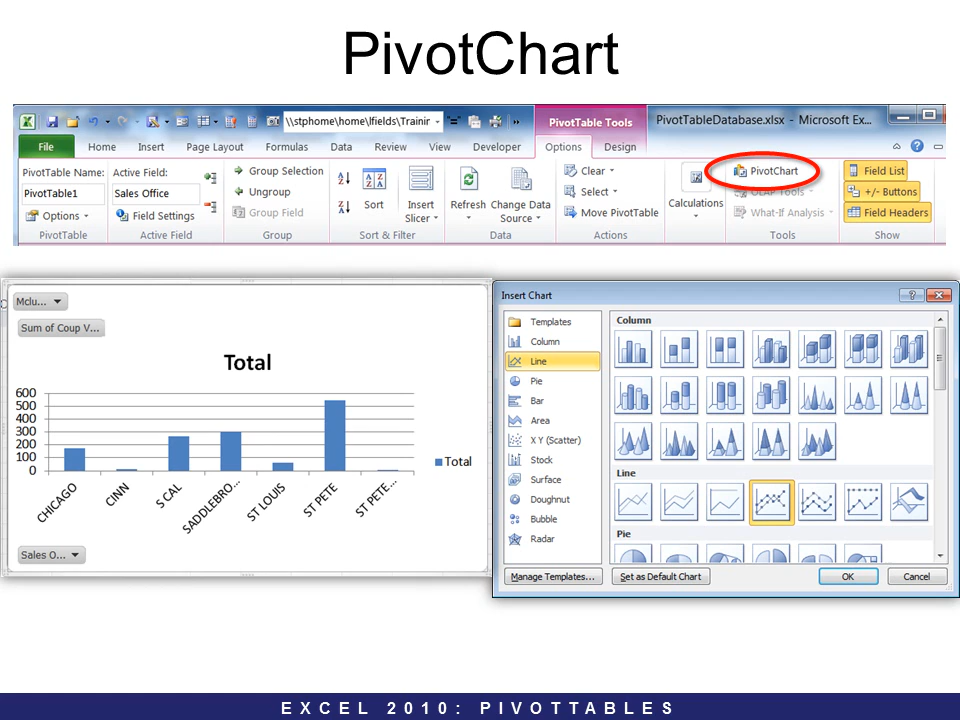 PivotChart
\\stphome\home\lfields\Trainir
PivotTable Tools
PivotTableDatabase.xlsx - Microsoft Ex...
File Home Insert Page Layout Formulas Data Review View Developer Options Design
PivotTable Name: Active Field: Group Selection Clear PivotChart Field List
PivotTable1 Sales Office Ungroup Sort Insert Slicer Refresh Change Data Source Select Calculations OLAP Tools +/- Buttons
Options Field Settings Group Field Move PivotTable What-If Analysis Field Headers
PivotTable Active Field Group Sort & Filter Data Actions Tools Show
Mclu...
Sum of Coup V...
Total
600
500
400
300
200
100
0
Total
CHICAGO CINN S CAL SADDLEBRO... ST LOUIS ST PETE ST PETE...
Sales O...
Insert Chart
Templates
Column
Line
Pie
Bar
Area
X Y (Scatter)
Stock
Surface
Doughnut
Bubble
Radar
Column
Line
Pie
Manage Templates... Set as Default Chart OK Cancel
EXCEL 2010: PIVOTTABLES